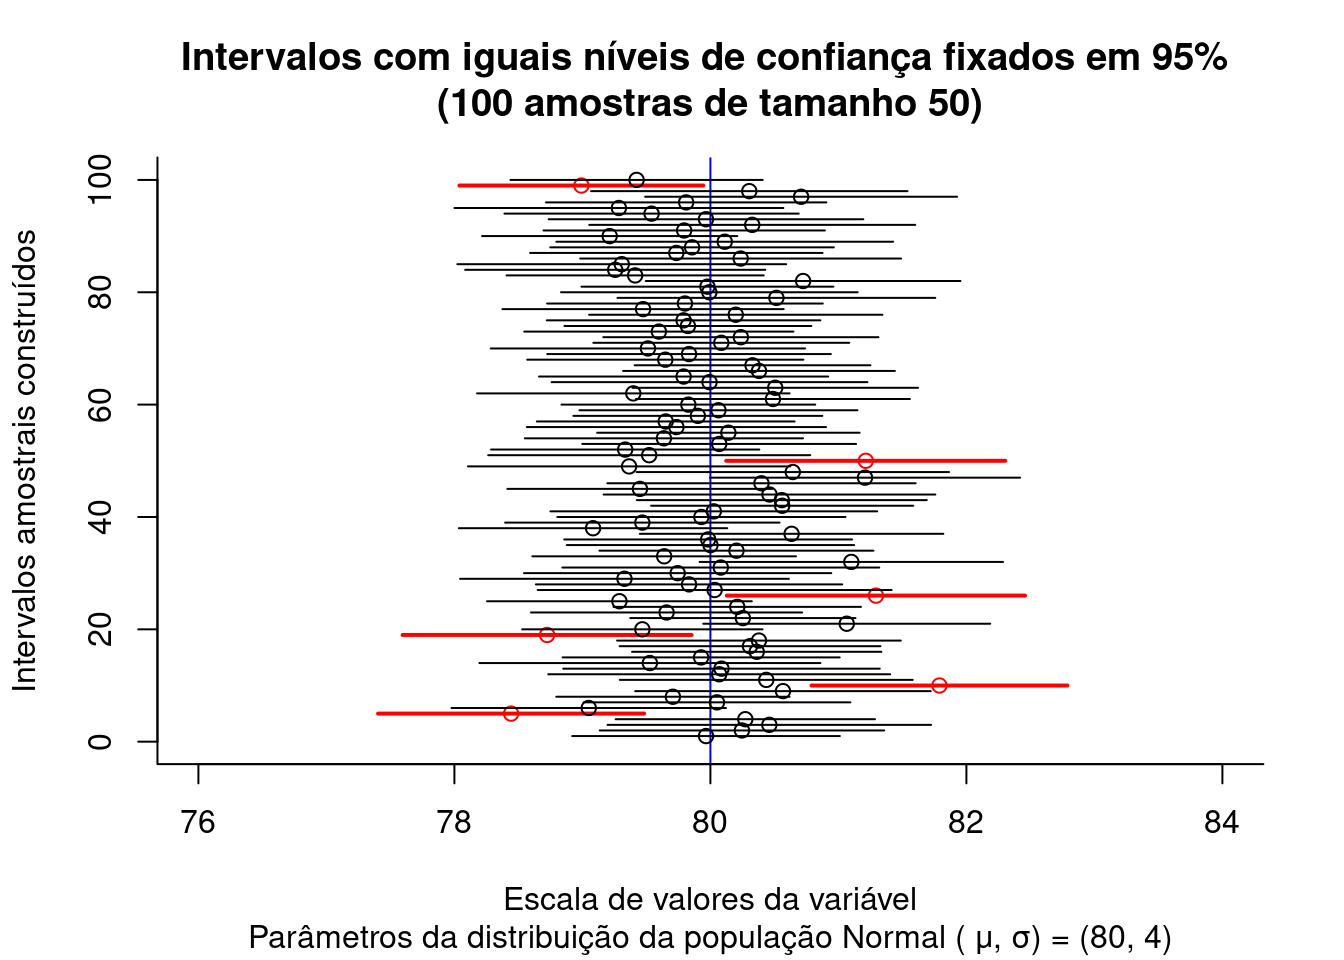 Intervalos com iguais níveis de confiança fixados em 95%
(100 amostras de tamanho 50)
Intervalos amostrais construídos
100
80
60
40
20
0
76 78 80 82 84
Escala de valores da variável
Parâmetros da distribuição da população Normal ( μ, σ) = (80, 4)